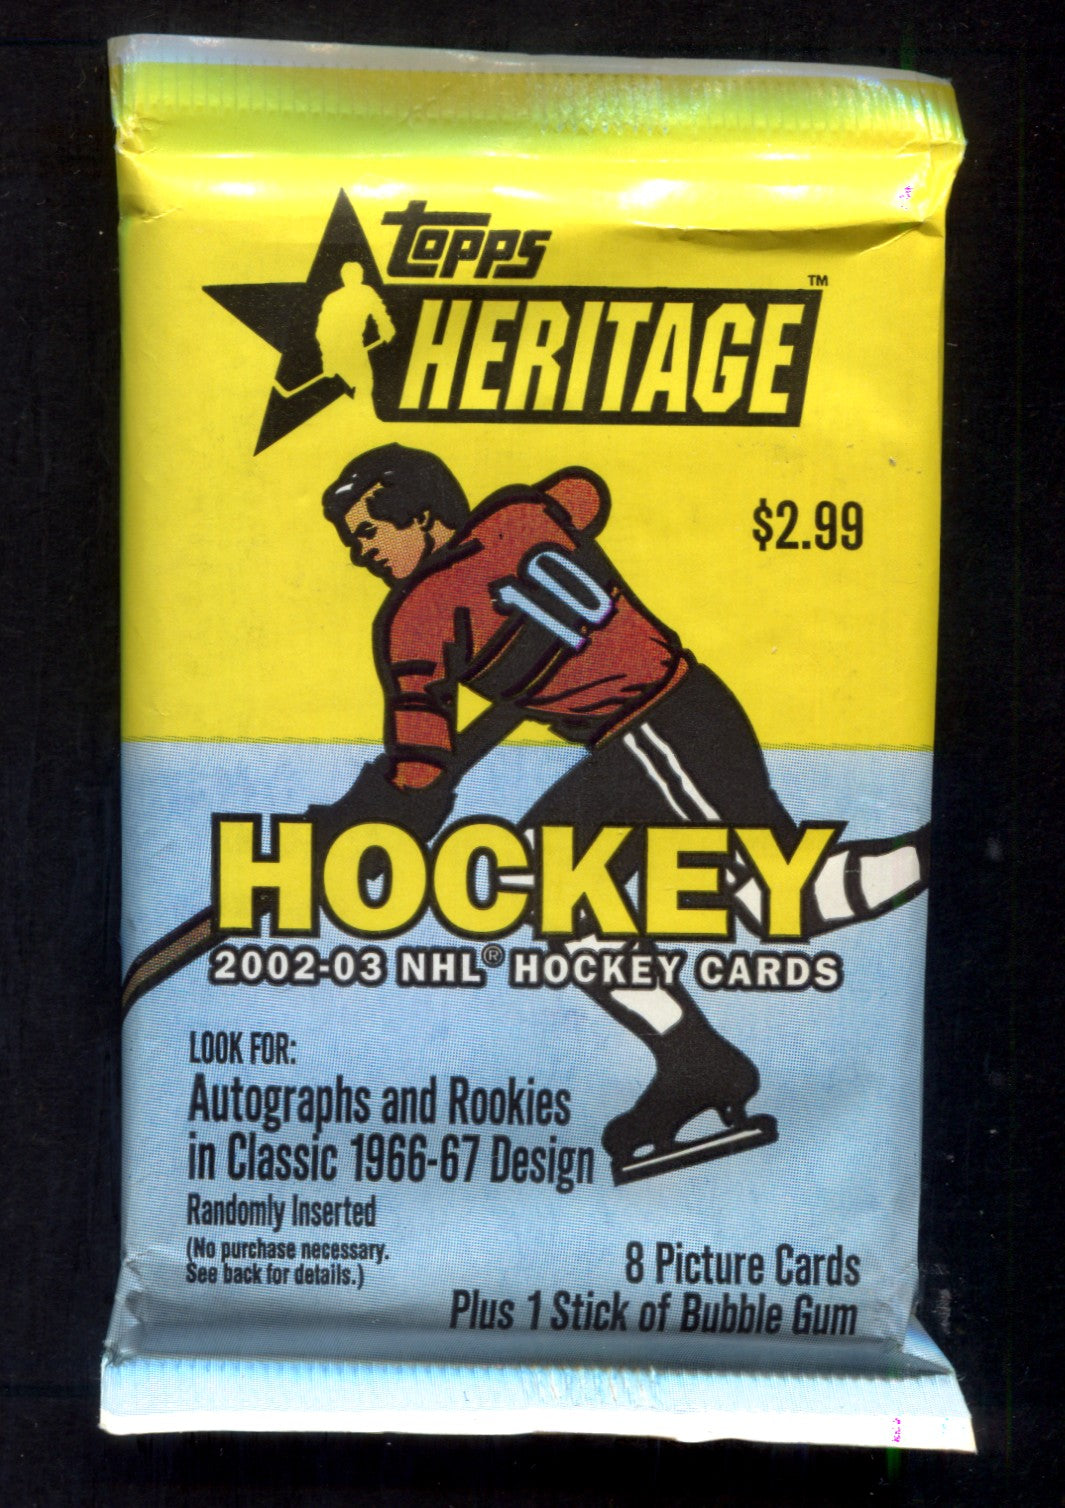 topps
HERITAGE™
$2.99
10
HOCKEY
2002-03 NHL® HOCKEY CARDS
LOOK FOR:
Autographs and Rookies
in Classic 1966-67 Design
Randomly Inserted
(No purchase necessary.
See back for details.)
8 Picture Cards
Plus 1 Stick of Bubble Gum